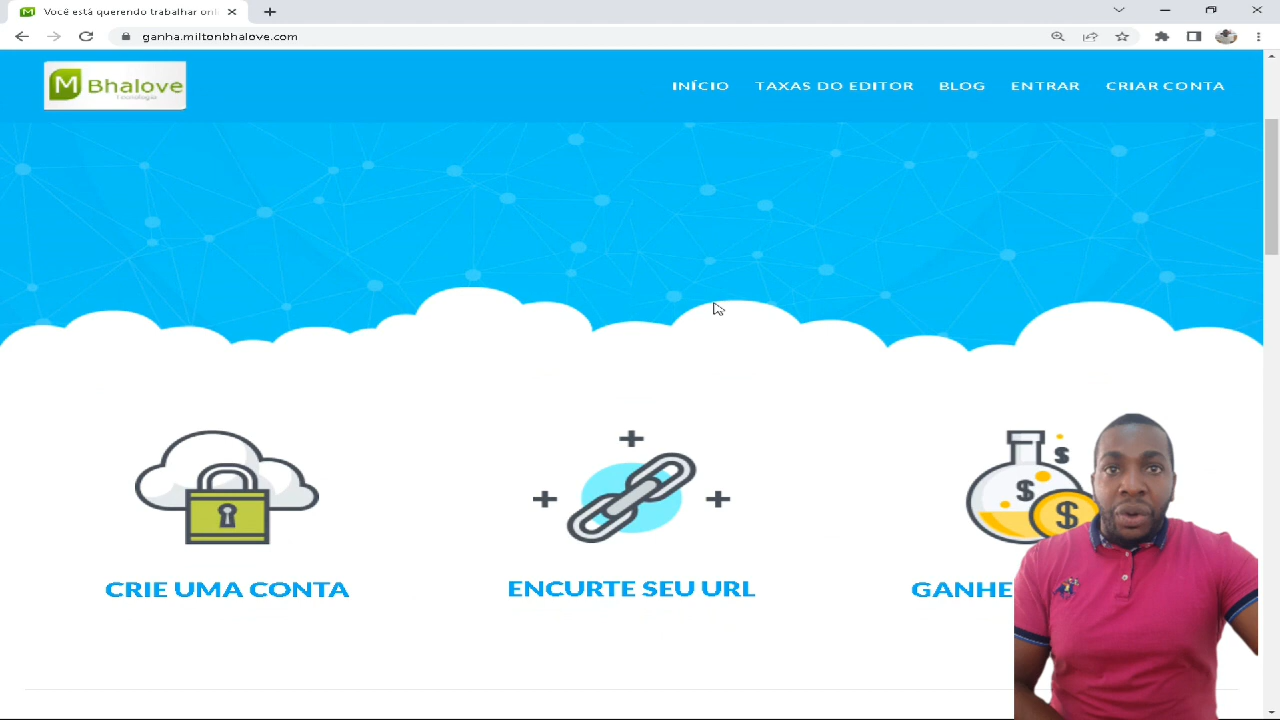 Você está querendo trabalhar onl
ganha.miltonbhalove.com
M Bhalove
Tecnologia
INÍCIO TAXAS DO EDITOR BLOG ENTRAR CRIAR CONTA
$
$
$
CRIE UMA CONTA ENCURTE SEU URL GANHE